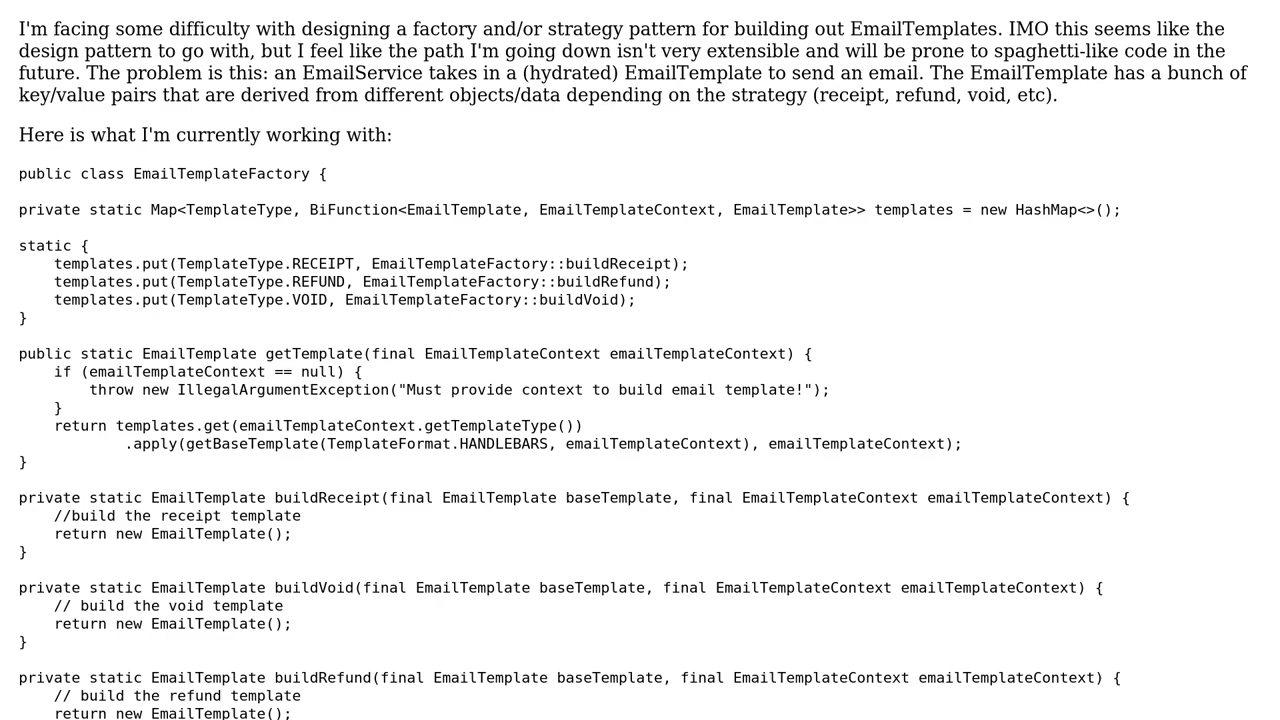 I'm facing some difficulty with designing a factory and/or strategy pattern for building out EmailTemplates. IMO this seems like the
design pattern to go with, but I feel like the path I'm going down isn't very extensible and will be prone to spaghetti-like code in the
future. The problem is this: an EmailService takes in a (hydrated) EmailTemplate to send an email. The EmailTemplate has a bunch of
key/value pairs that are derived from different objects/data depending on the strategy (receipt, refund, void, etc).
Here is what I'm currently working with:
public class EmailTemplateFactory {
private static Map<TemplateType, BiFunction<EmailTemplate, EmailTemplateContext, EmailTemplate>> templates = new HashMap<>();
static {
    templates.put(TemplateType.RECEIPT, EmailTemplateFactory::buildReceipt);
    templates.put(TemplateType.REFUND, EmailTemplateFactory::buildRefund);
    templates.put(TemplateType.VOID, EmailTemplateFactory::buildVoid);
}
public static EmailTemplate getTemplate(final EmailTemplateContext emailTemplateContext) {
    if (emailTemplateContext == null) {
        throw new IllegalArgumentException("Must provide context to build email template!");
    }
    return templates.get(emailTemplateContext.getTemplateType())
            .apply(getBaseTemplate(TemplateFormat.HANDLEBARS, emailTemplateContext), emailTemplateContext);
}
private static EmailTemplate buildReceipt(final EmailTemplate baseTemplate, final EmailTemplateContext emailTemplateContext) {
    //build the receipt template
    return new EmailTemplate();
}
private static EmailTemplate buildVoid(final EmailTemplate baseTemplate, final EmailTemplateContext emailTemplateContext) {
    // build the void template
    return new EmailTemplate();
}
private static EmailTemplate buildRefund(final EmailTemplate baseTemplate, final EmailTemplateContext emailTemplateContext) {
    // build the refund template
    return new EmailTemplate();